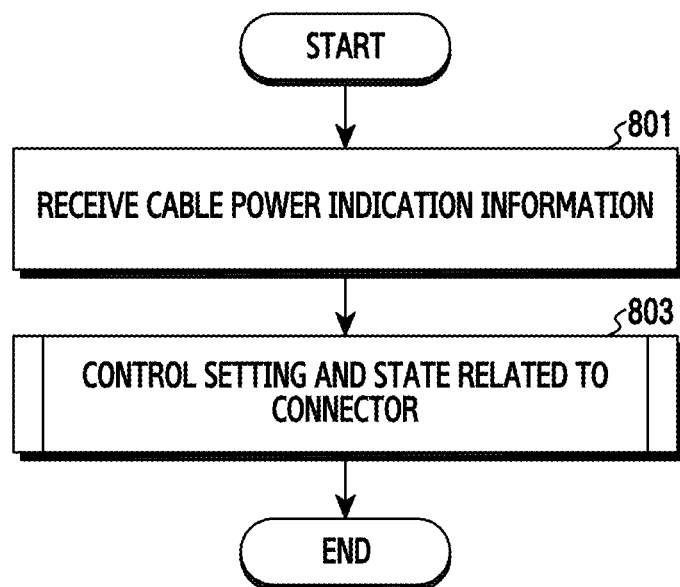 START
801
RECEIVE CABLE POWER INDICATION INFORMATION
803
CONTROL SETTING AND STATE RELATED TO
CONNECTOR
END